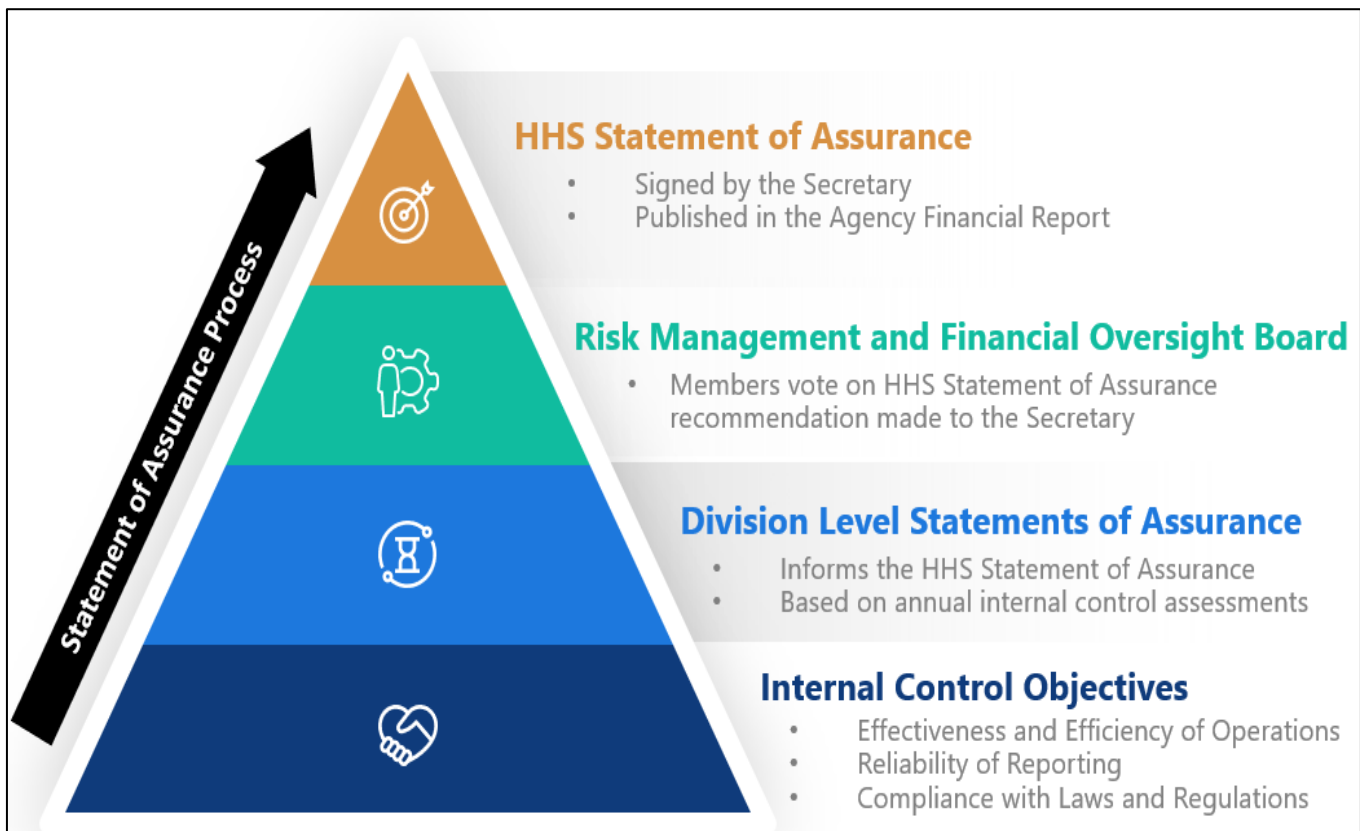 HHS Statement of Assurance
• Signed by the Secretary
• Published in the Agency Financial Report
Statement of Assurance Process
Risk Management and Financial Oversight Board
• Members vote on HHS Statement of Assurance
recommendation made to the Secretary
Division Level Statements of Assurance
• Informs the HHS Statement of Assurance
• Based on annual internal control assessments
Internal Control Objectives
• Effectiveness and Efficiency of Operations
• Reliability of Reporting
• Compliance with Laws and Regulations